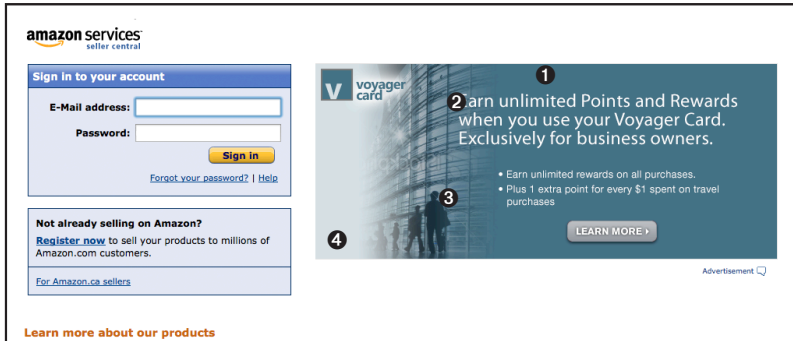 amazon services
seller central
Sign in to your account
E-Mail address:
Password:
Sign in
Forgot your password? | Help
Not already selling on Amazon?
Register now to sell your products to millions of
Amazon.com customers.
For Amazon.ca sellers
Learn more about our products
V voyager
card
1
2 Earn unlimited Points and Rewards
when you use your Voyager Card.
Exclusively for business owners.
• Earn unlimited rewards on all purchases.
• Plus 1 extra point for every $1 spent on travel
purchases
3
4
LEARN MORE
Advertisement